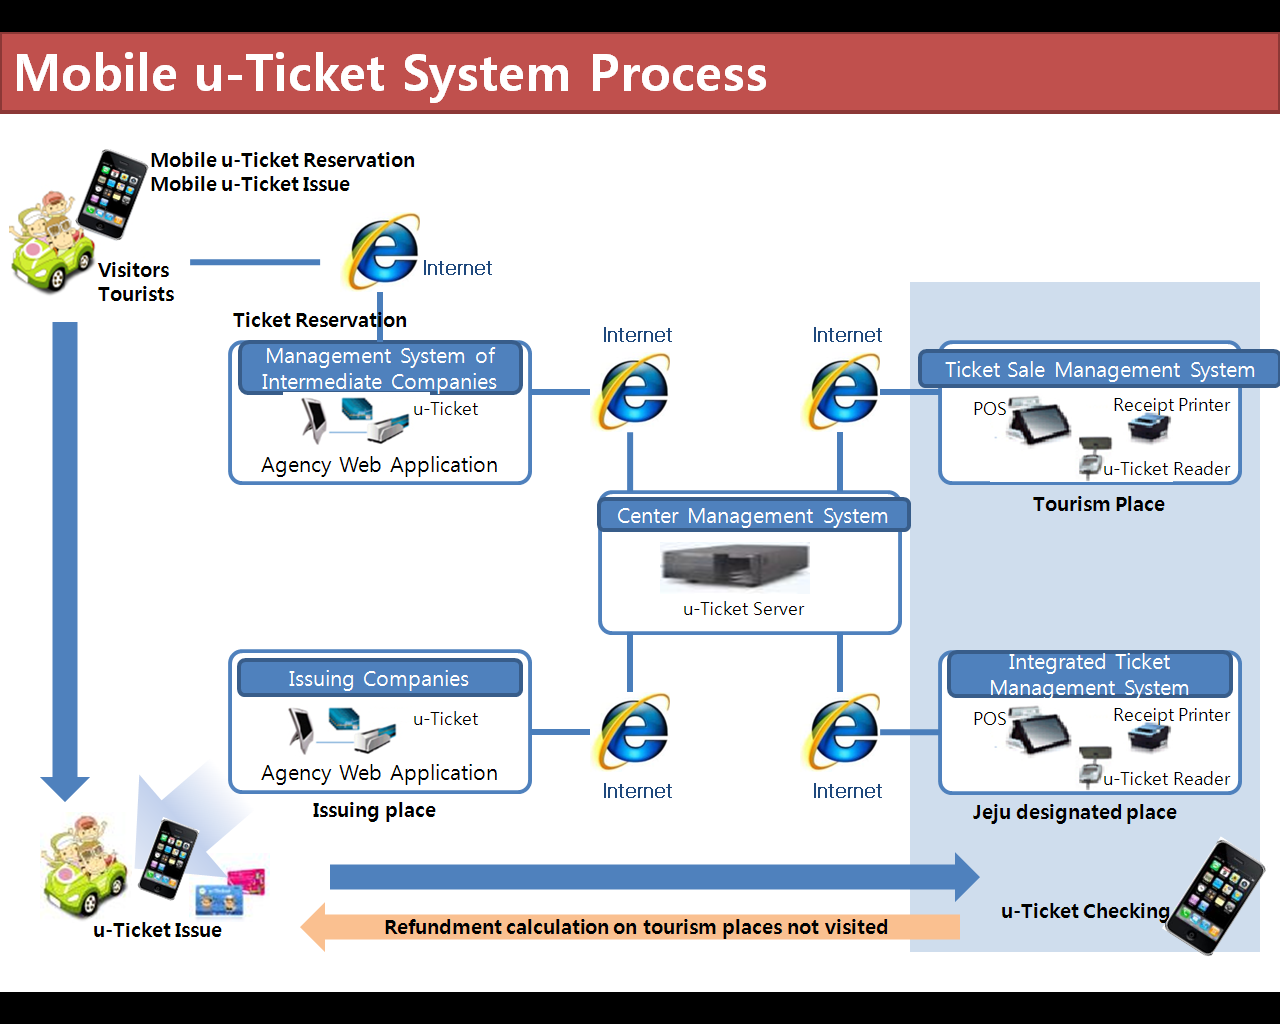 Mobile u-Ticket System Process
Mobile u-Ticket Reservation
Mobile u-Ticket Issue
Visitors
Tourists
Internet
Ticket Reservation
Management System of
Intermediate Companies
u-Ticket
Agency Web Application
Internet
Internet
Ticket Sale Management System
POS
Receipt Printer
u-Ticket Reader
Tourism Place
Center Management System
u-Ticket Server
Issuing Companies
u-Ticket
Agency Web Application
Issuing place
Internet
Internet
Integrated Ticket
Management System
POS
Receipt Printer
u-Ticket Reader
Jeju designated place
u-Ticket Issue
u-Ticket Checking
Refundment calculation on tourism places not visited